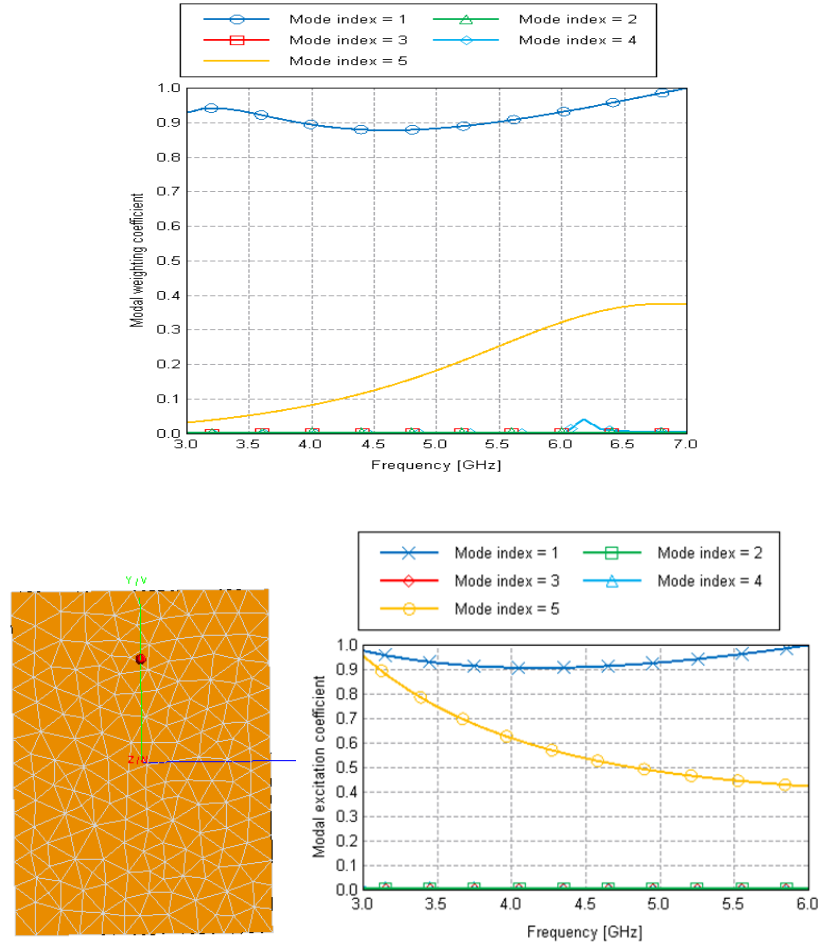 Mode index = 1 Mode index = 2
Mode index = 3 Mode index = 4
Mode index = 5
Modal weighting coefficient
1.0
0.9
0.8
0.7
0.6
0.5
0.4
0.3
0.2
0.1
0.0
3.0 3.5 4.0 4.5 5.0 5.5 6.0 6.5 7.0
Frequency [GHz]
Y/V
Mode index = 1 Mode index = 2
Mode index = 3 Mode index = 4
Mode index = 5
Modal excitation coefficient
1.0
0.9
0.8
0.7
0.6
0.5
0.4
0.3
0.2
0.1
0.0
3.0 3.5 4.0 4.5 5.0 5.5 6.0
Frequency [GHz]